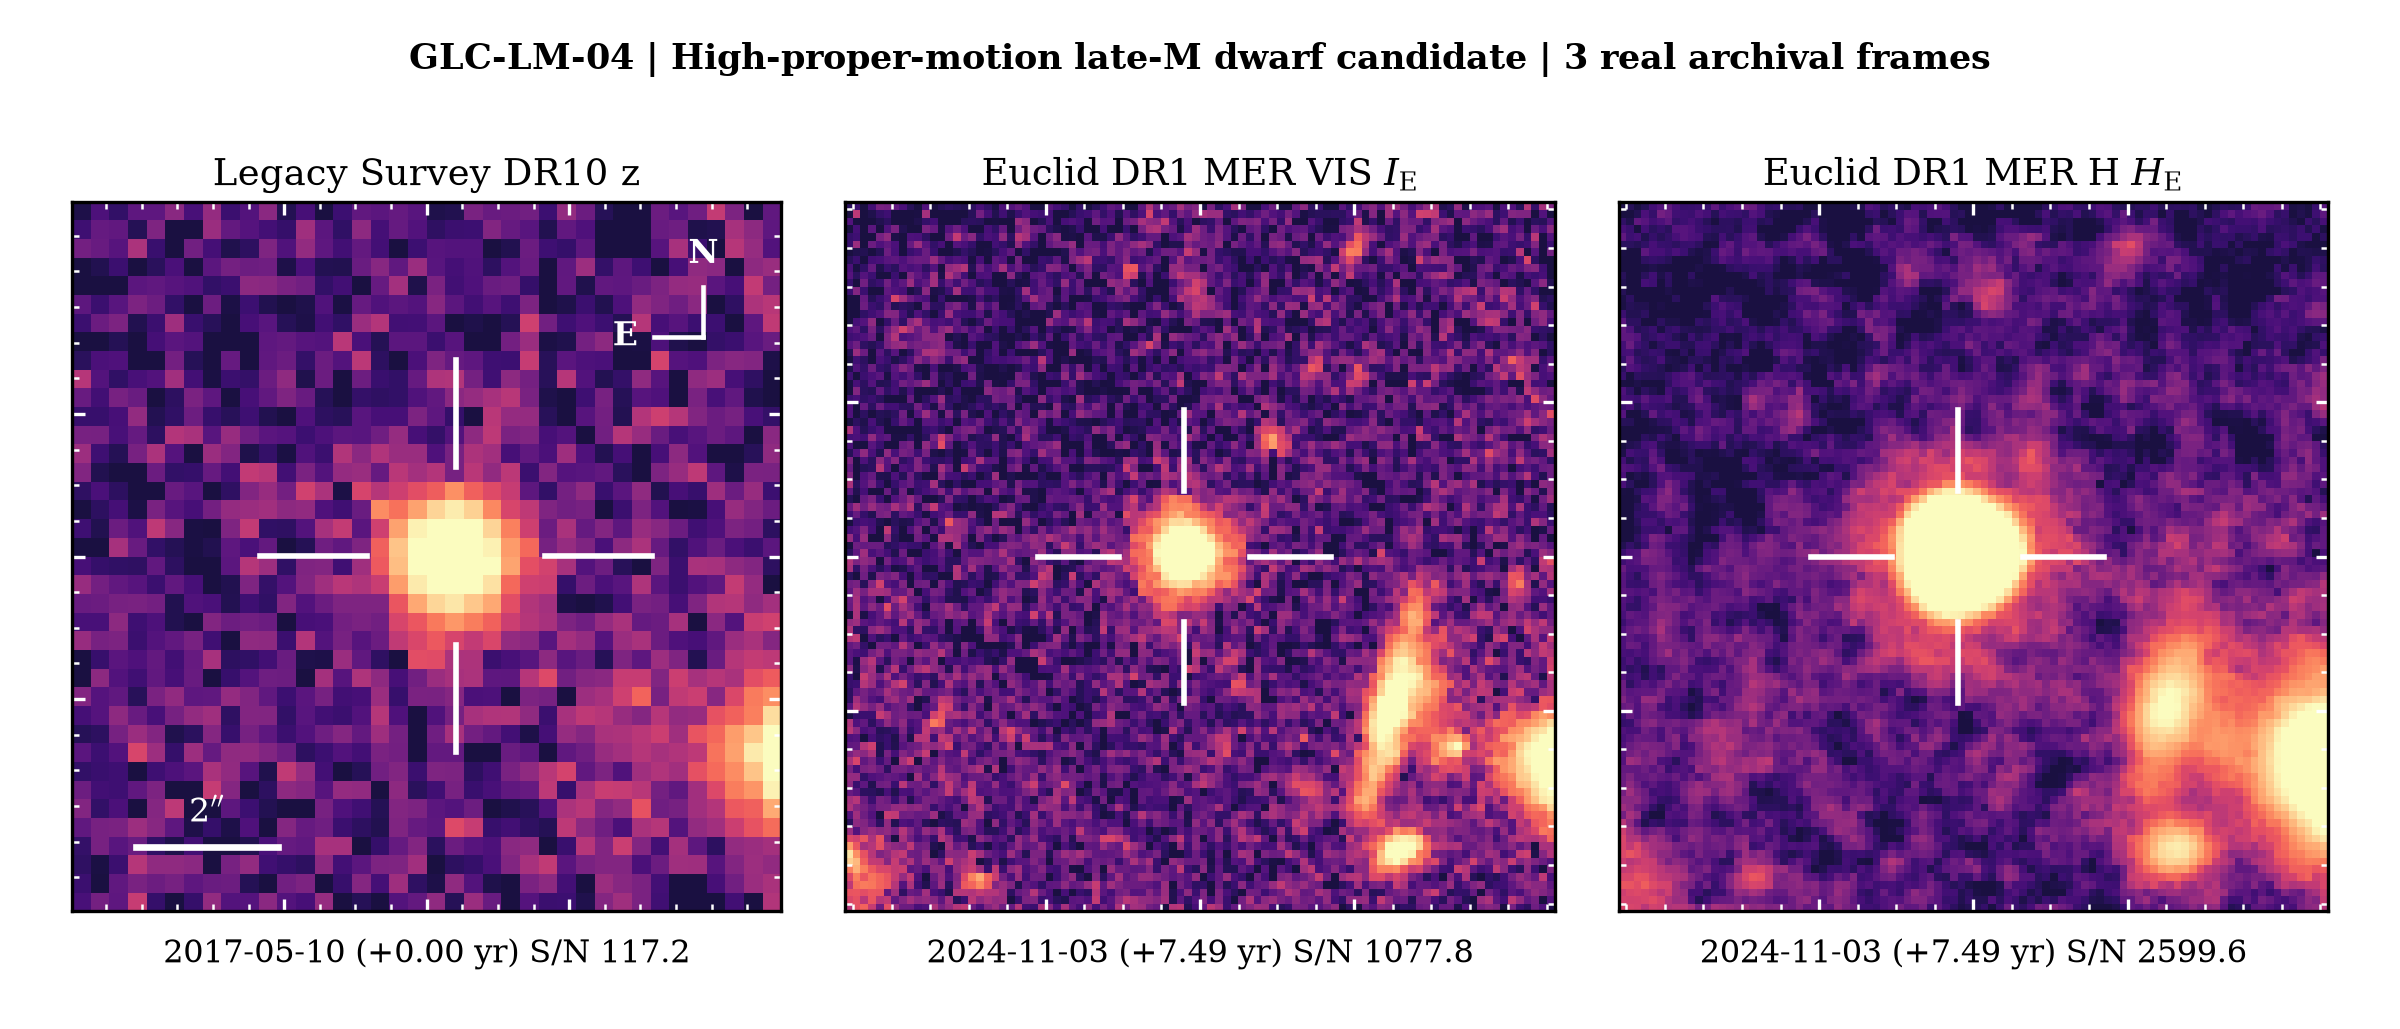 GLC-LM-04 | High-proper-motion late-M dwarf candidate | 3 real archival frames
Legacy Survey DR10 z
Euclid DR1 MER VIS I_E
Euclid DR1 MER H H_E
N
E
2″
2017-05-10 (+0.00 yr) S/N 117.2
2024-11-03 (+7.49 yr) S/N 1077.8
2024-11-03 (+7.49 yr) S/N 2599.6